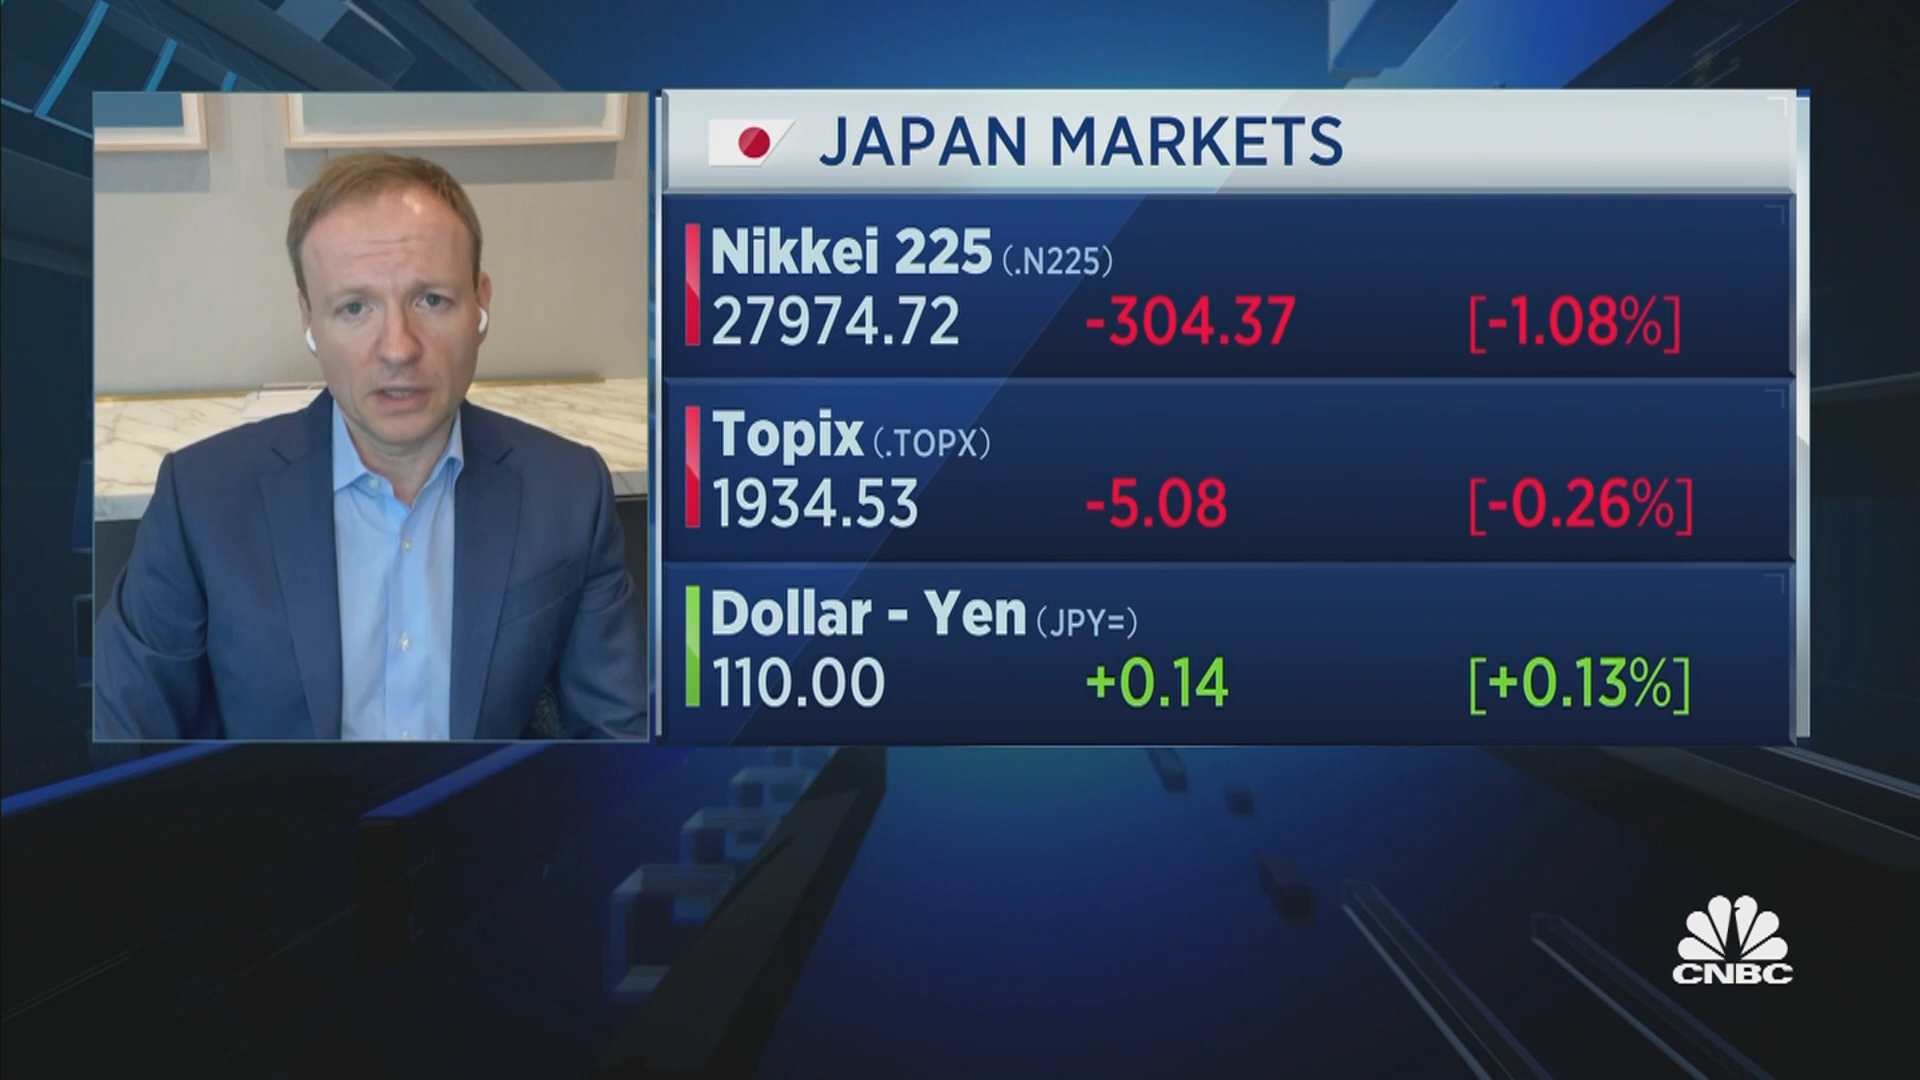 JAPAN MARKETS
Nikkei 225 (.N225)
27974.72 -304.37 [-1.08%]
Topix (.TOPX)
1934.53 -5.08 [-0.26%]
Dollar - Yen (JPY=)
110.00 +0.14 [+0.13%]
CNBC